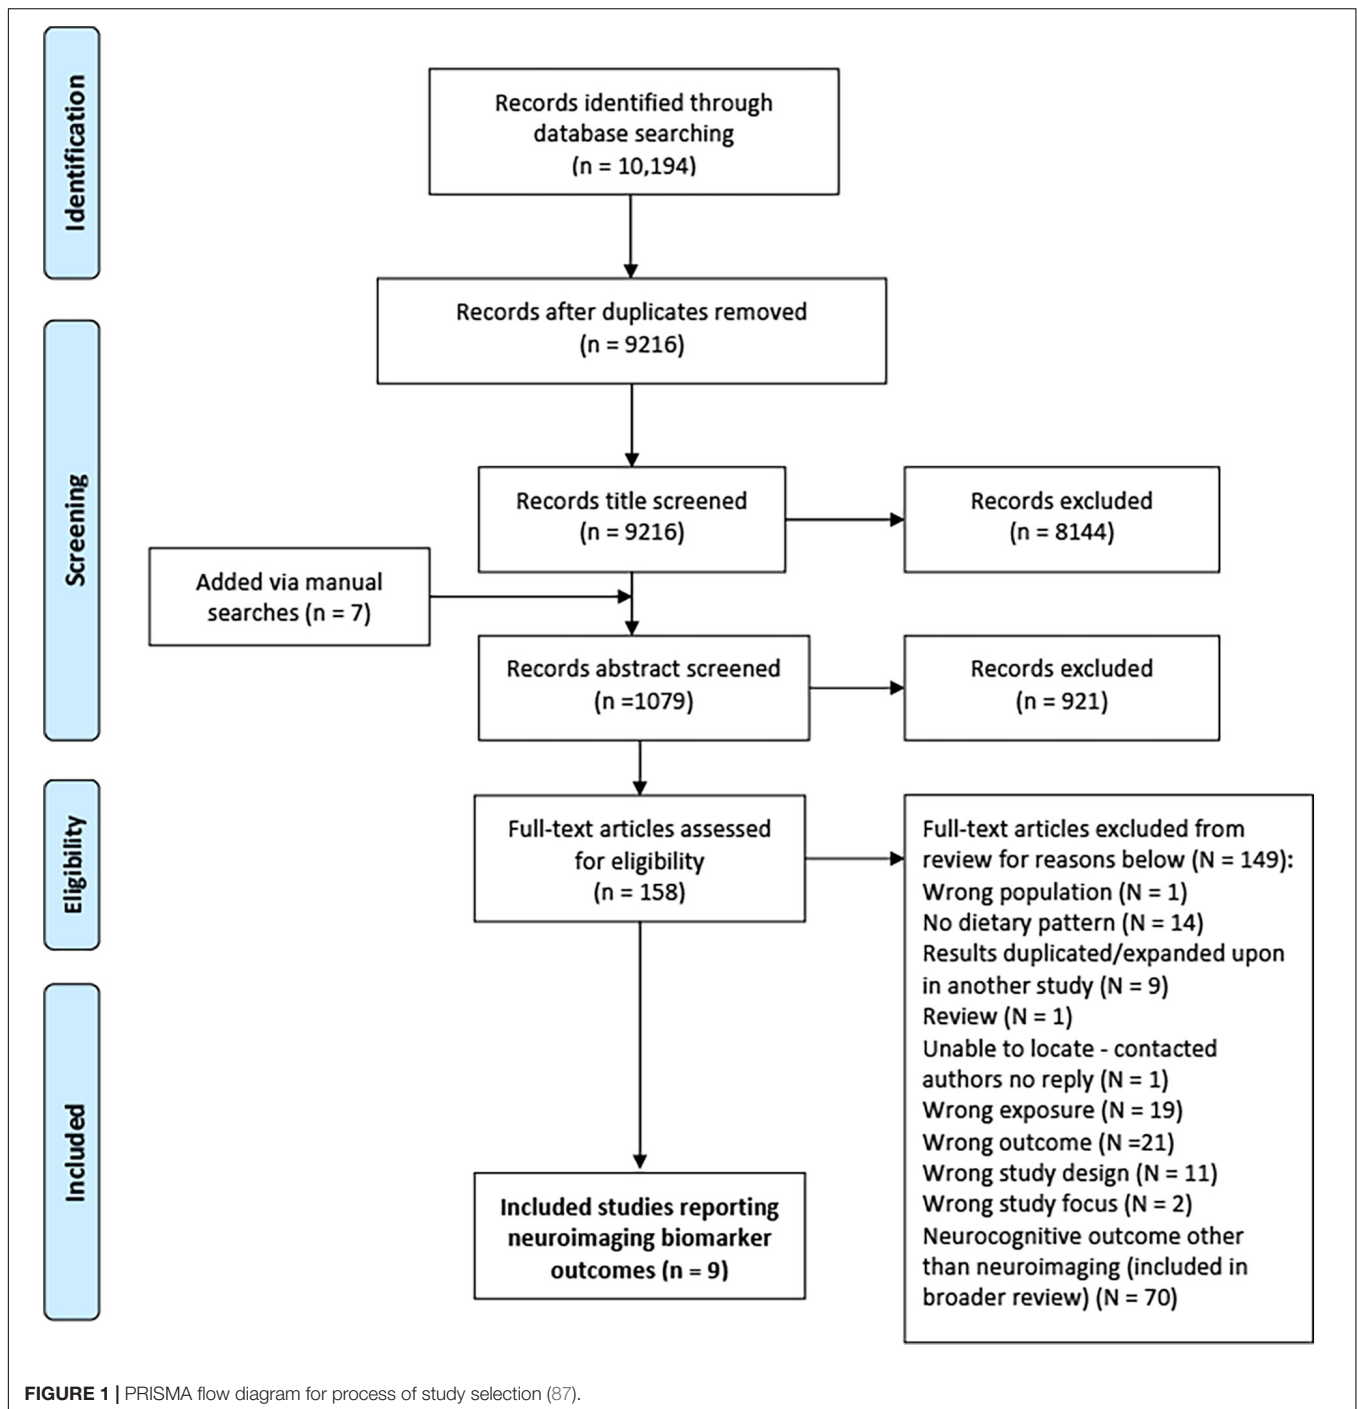 Identification
Records identified through
database searching
(n = 10,194)
Records after duplicates removed
(n = 9216)
Screening
Records title screened
(n = 9216)
Records excluded
(n = 8144)
Added via manual
searches (n = 7)
Records abstract screened
(n =1079)
Records excluded
(n = 921)
Eligibility
Full-text articles assessed
for eligibility
(n = 158)
Full-text articles excluded from
review for reasons below (N = 149):
Wrong population (N = 1)
No dietary pattern (N = 14)
Results duplicated/expanded upon
in another study (N = 9)
Review (N = 1)
Unable to locate - contacted
authors no reply (N = 1)
Wrong exposure (N = 19)
Wrong outcome (N =21)
Wrong study design (N = 11)
Wrong study focus (N = 2)
Neurocognitive outcome other
than neuroimaging (included in
broader review) (N = 70)
Included
Included studies reporting
neuroimaging biomarker
outcomes (n = 9)
FIGURE 1 | PRISMA flow diagram for process of study selection (87).